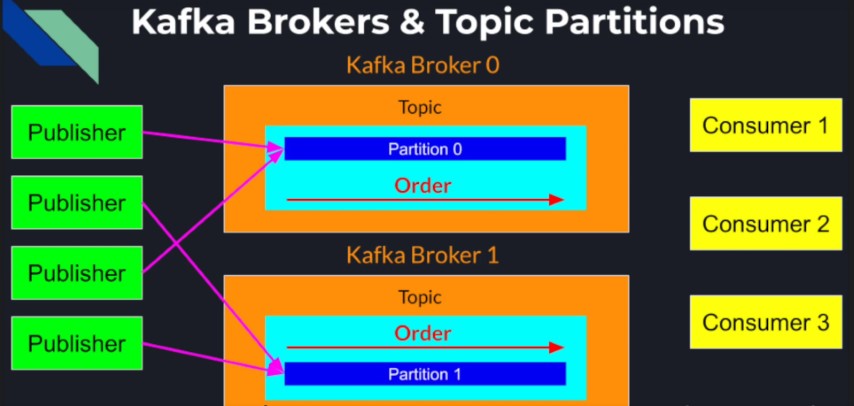 Kafka Brokers & Topic Partitions
Kafka Broker 0
Topic
Partition 0
Order
Kafka Broker 1
Topic
Order
Partition 1
Publisher
Publisher
Publisher
Publisher
Consumer 1
Consumer 2
Consumer 3